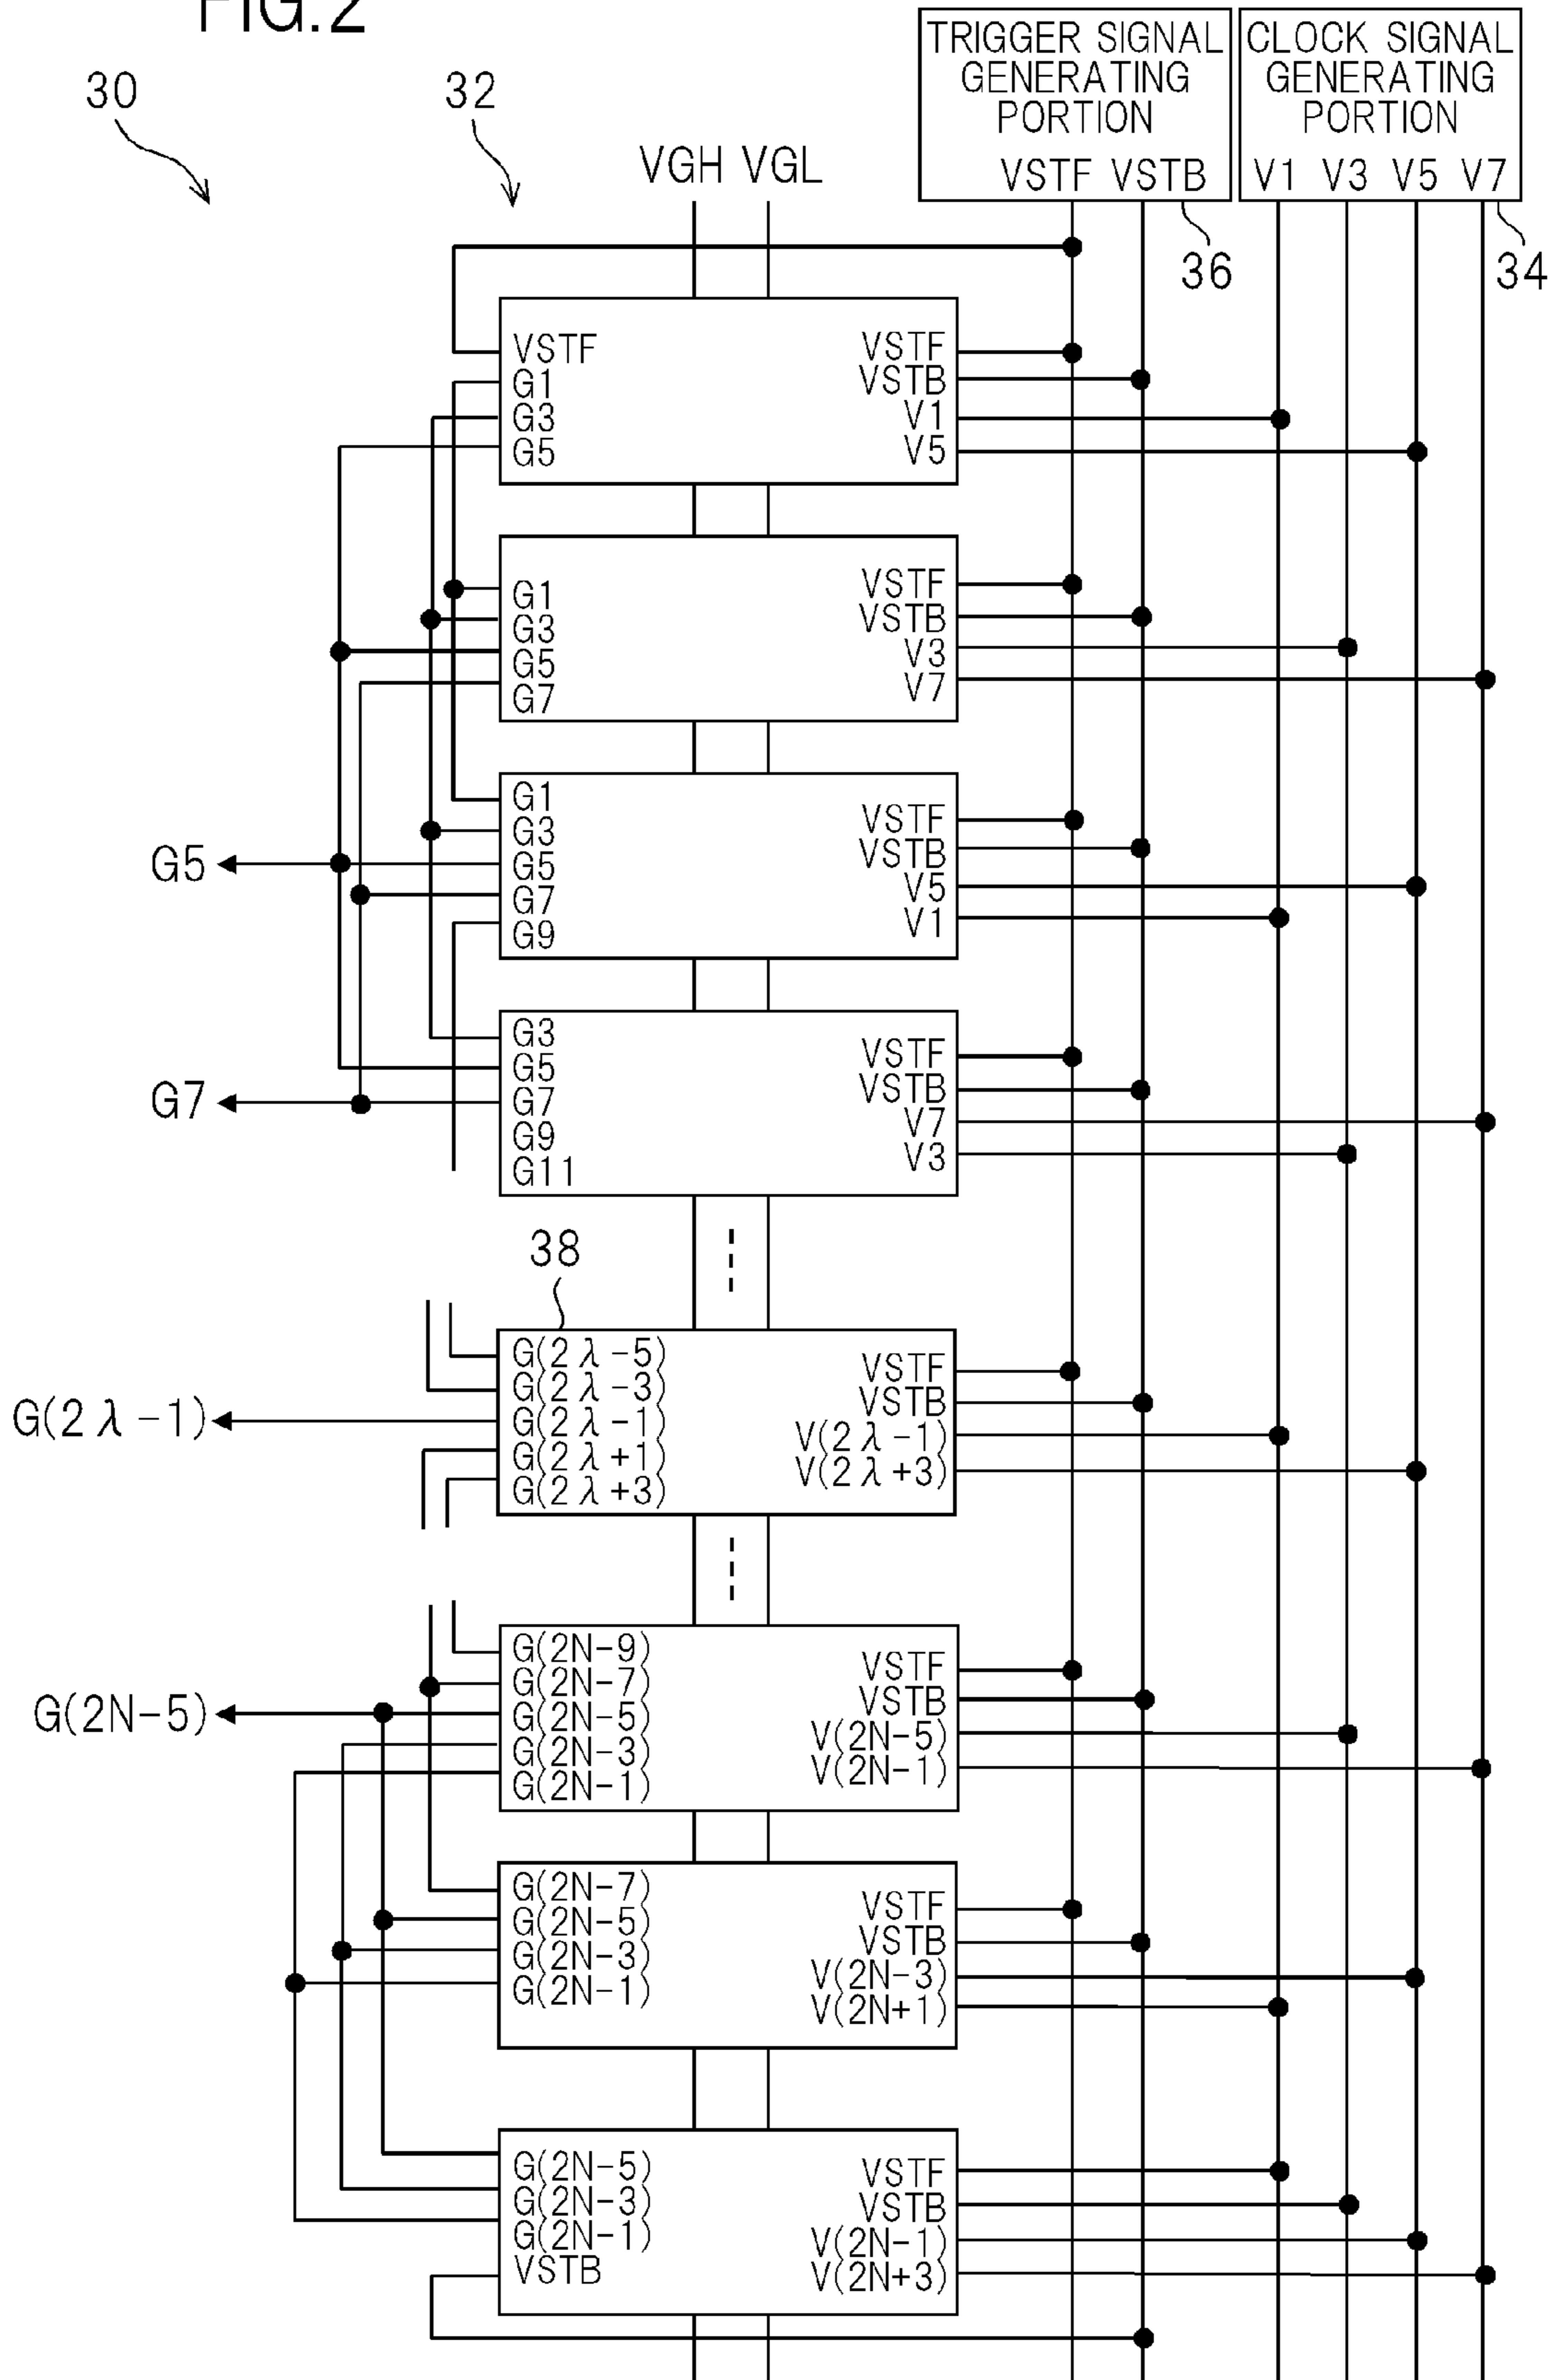 FIG.2
TRIGGER SIGNAL
GENERATING
PORTION
VSTF VSTB
CLOCK SIGNAL
GENERATING
PORTION
V1 V3 V5 V7
30
32
VGH VGL
36
34
VSTF
G1
G3
G5
VSTF
VSTB
V1
V5
G1
G3
G5
G7
VSTF
VSTB
V3
V7
G5
G1
G3
G5
G7
G9
VSTF
VSTB
V5
V1
G7
G3
G5
G7
G9
G11
VSTF
VSTB
V7
V3
38
G(2λ-1)
G(2λ-5)
G(2λ-3)
G(2λ-1)
G(2λ+1)
G(2λ+3)
VSTF
VSTB
V(2λ-1)
V(2λ+3)
G(2N-5)
G(2N-9)
G(2N-7)
G(2N-5)
G(2N-3)
G(2N-1)
VSTF
VSTB
V(2N-5)
V(2N-1)
G(2N-7)
G(2N-5)
G(2N-3)
G(2N-1)
VSTF
VSTB
V(2N-3)
V(2N+1)
G(2N-5)
G(2N-3)
G(2N-1)
VSTB
VSTF
VSTB
V(2N-1)
V(2N+3)